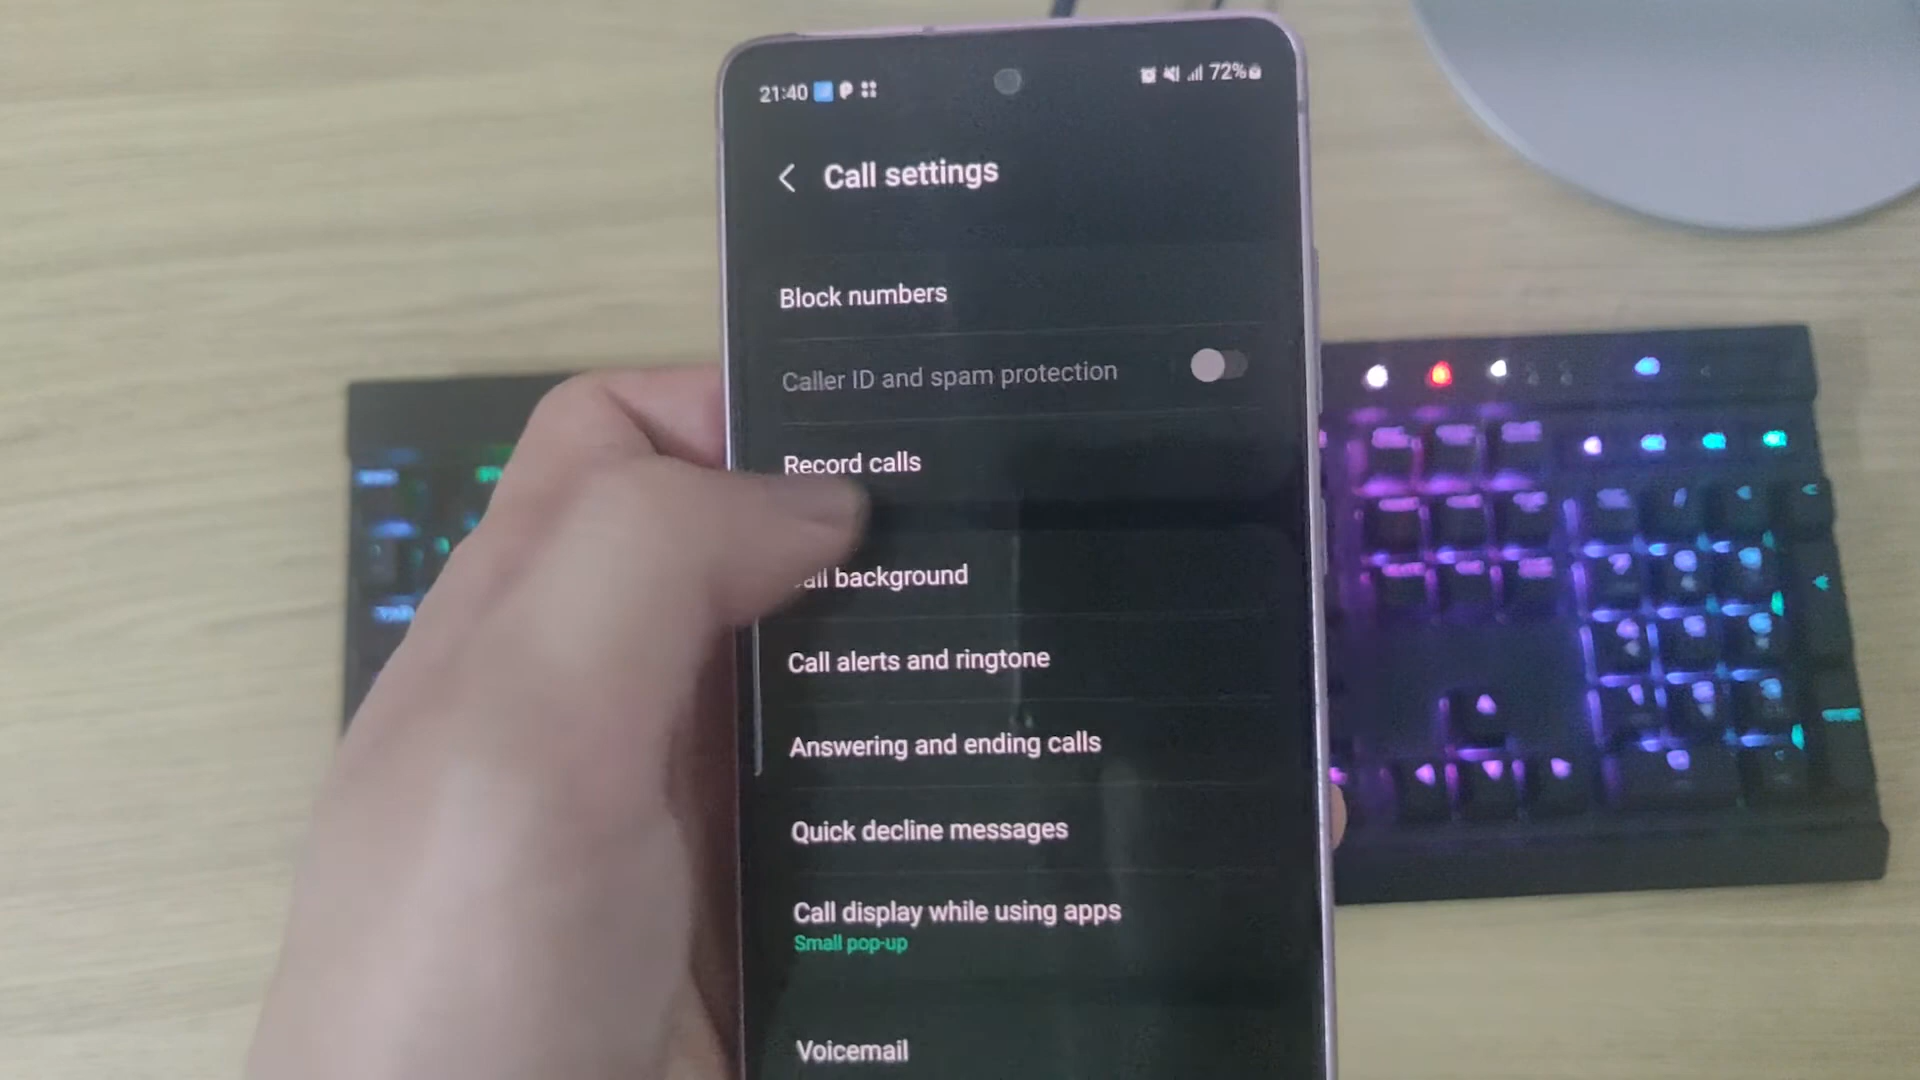 21:40
72%
Call settings
Block numbers
Caller ID and spam protection
Record calls
all background
Call alerts and ringtone
Answering and ending calls
Quick decline messages
Call display while using apps
Small pop-up
Voicemail